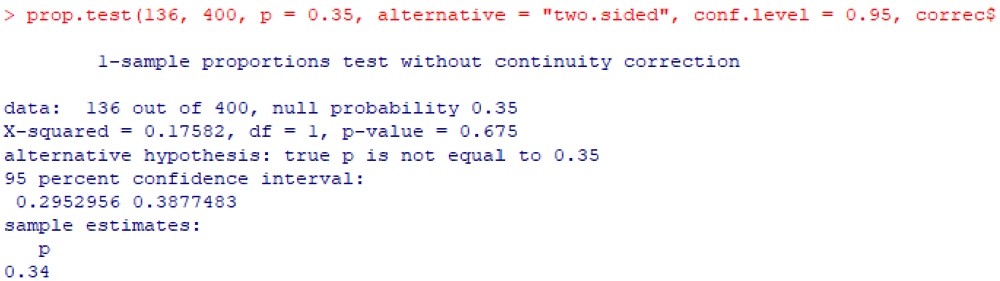 > prop.test(136, 400, p = 0.35, alternative = "two.sided", conf.level = 0.95, correc$
1-sample proportions test without continuity correction
data:  136 out of 400, null probability 0.35
X-squared = 0.17582, df = 1, p-value = 0.675
alternative hypothesis: true p is not equal to 0.35
95 percent confidence interval:
0.2952956 0.3877483
sample estimates:
p
0.34